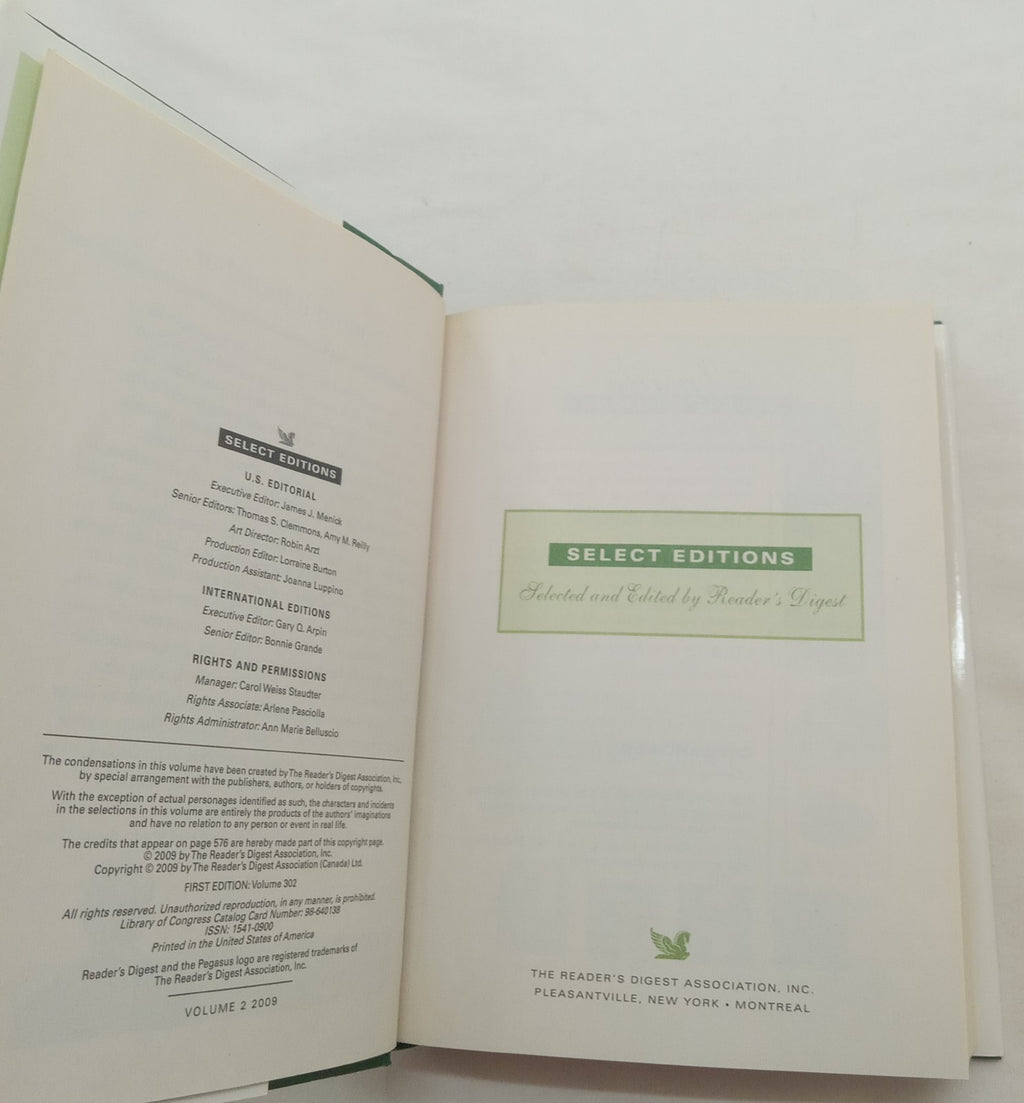 SELECT EDITIONS
U.S. EDITORIAL
Executive Editor: James J. Menick
Senior Editors: Thomas S. Clemmons, Amy M. Reilly
Art Director: Robin Arzt
Production Editor: Lorraine Burton
Production Assistant: Joanna Luppino
INTERNATIONAL EDITIONS
Executive Editor: Gary Q. Arpin
Senior Editor: Bonnie Grande
RIGHTS AND PERMISSIONS
Manager: Carol Weiss Staudter
Rights Associate: Arlene Pasciolla
Rights Administrator: Ann Marie Belluscio
The condensations in this volume have been created by The Reader's Digest Association, Inc.,
by special arrangement with the publishers, authors, or holders of copyrights.
With the exception of actual personages identified as such, the characters and incidents
in the selections in this volume are entirely the products of the authors' imaginations
and have no relation to any person or event in real life.
The credits that appear on page 576 are hereby made part of this copyright page.
© 2009 by The Reader's Digest Association, Inc.
Copyright © 2009 by The Reader's Digest Association (Canada) Ltd.
FIRST EDITION: Volume 302
All rights reserved. Unauthorized reproduction, in any manner, is prohibited.
Library of Congress Catalog Card Number: 98-640138
ISSN: 1541-0900
Printed in the United States of America
Reader's Digest and the Pegasus logo are registered trademarks of
The Reader's Digest Association, Inc.
VOLUME 2 2009
SELECT EDITIONS
Selected and Edited by Reader's Digest
THE READER'S DIGEST ASSOCIATION, INC.
PLEASANTVILLE, NEW YORK • MONTREAL